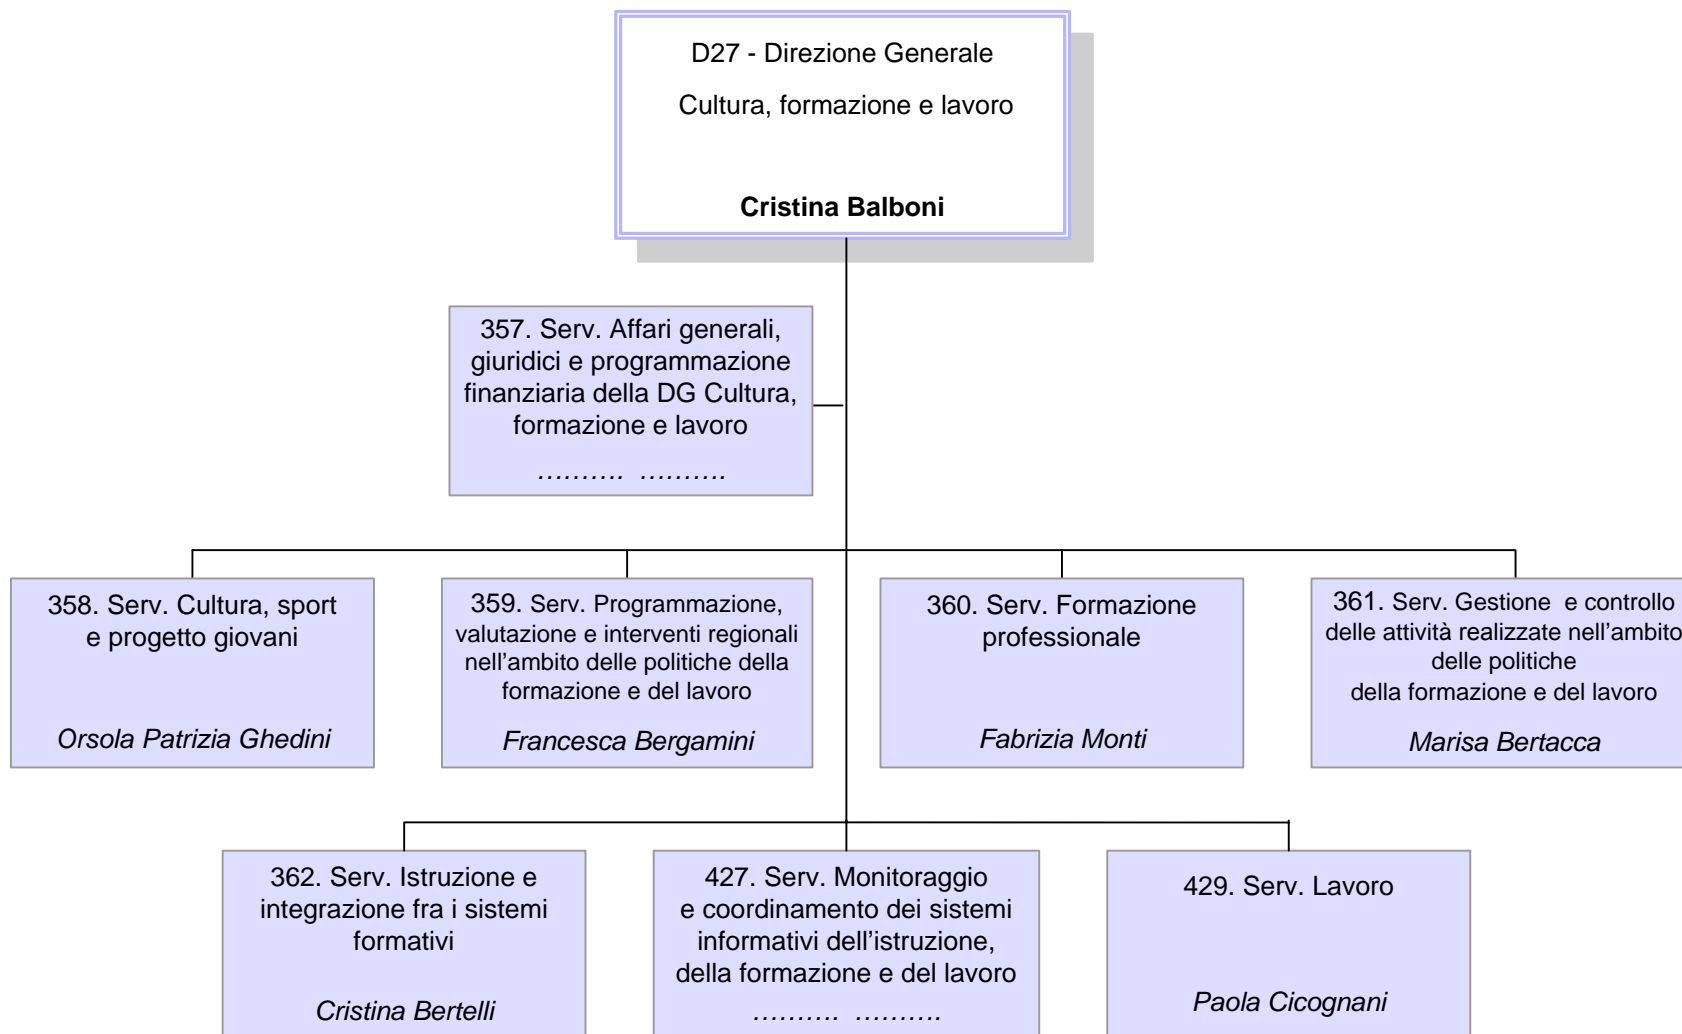 D27 - Direzione Generale
Cultura, formazione e lavoro
Cristina Balboni
357. Serv. Affari generali,
giuridici e programmazione
finanziaria della DG Cultura,
formazione e lavoro
………. ……….
358. Serv. Cultura, sport
e progetto giovani
Orsola Patrizia Ghedini
359. Serv. Programmazione,
valutazione e interventi regionali
nell’ambito delle politiche della
formazione e del lavoro
Francesca Bergamini
360. Serv. Formazione
professionale
Fabrizia Monti
361. Serv. Gestione  e controllo
delle attività realizzate nell’ambito
delle politiche
della formazione e del lavoro
Marisa Bertacca
362. Serv. Istruzione e
integrazione fra i sistemi
formativi
Cristina Bertelli
427. Serv. Monitoraggio
e coordinamento dei sistemi
informativi dell’istruzione,
della formazione e del lavoro
………. ……….
429. Serv. Lavoro
Paola Cicognani